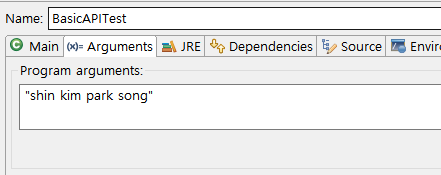 Name: BasicAPITest
Main (x)= Arguments JRE Dependencies Source Enviro
Program arguments:
"shin kim park song"